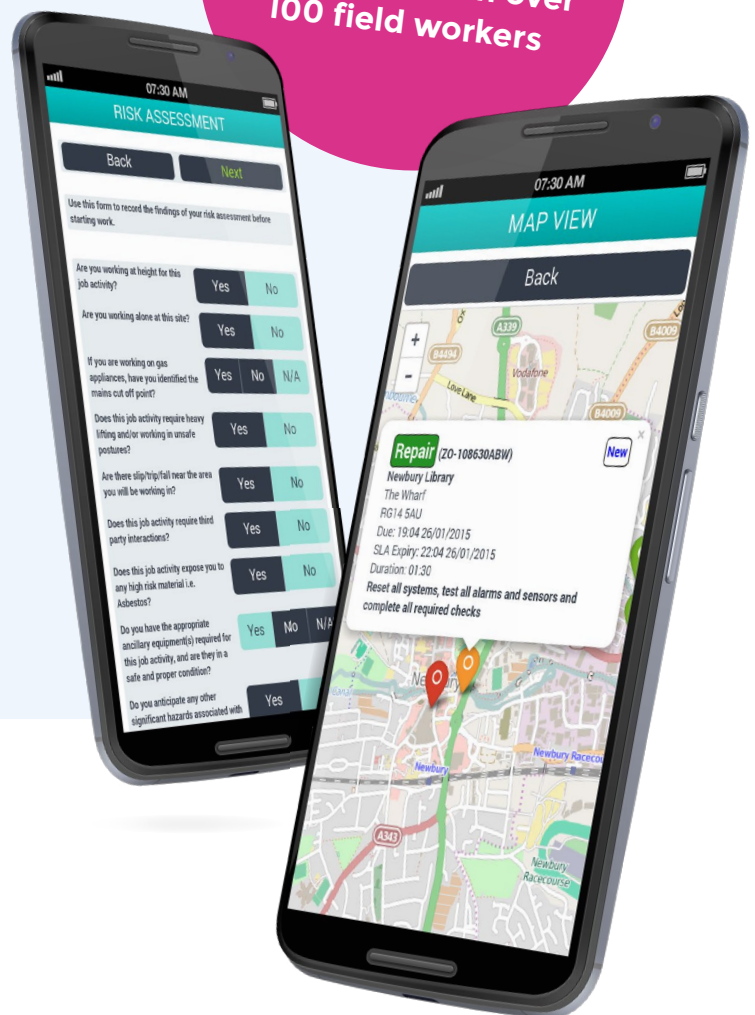 over
100 field workers
07:30 AM
RISK ASSESSMENT
Back
Next
Use this form to record the findings of your risk assessment before
starting work.
Are you working at height for this
job activity?
Yes
No
Are you working alone at this site?
Yes
No
If you are working on gas
appliances, have you identified the
mains cut off point?
Yes
No
N/A
Does this job activity require heavy
lifting and/or working in unsafe
postures?
Yes
No
Are there slip/trip/fall near the area
you will be working in?
Yes
No
Does this job activity require third
party interactions?
Yes
No
Does this job activity expose you to
any high risk material i.e.
Asbestos?
Yes
No
Do you have the appropriate
ancillary equipment(s) required for
this job activity, and are they in a
safe and proper condition?
Yes
No
N/A
Do you anticipate any other
significant hazards associated with
Yes
07:30 AM
MAP VIEW
Back
+
-
A339
B4009
B4494
Vodafone
Love Lane
B4009
Repair (ZO-108630ABW)
New
×
Newbury Library
The Wharf
RG14 5AU
Due: 19:04 26/01/2015
SLA Expiry: 22:04 26/01/2015
Duration: 01:30
Reset all systems, test all alarms and sensors and
complete all required checks
Newbury
A343
Newbury
Racecourse